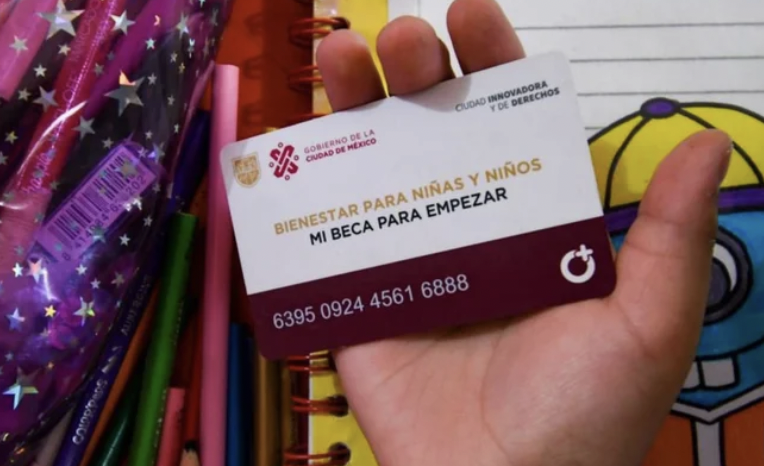 GOBIERNO DE LA
CIUDAD DE MÉXICO
CIUDAD INNOVADORA
Y DE DERECHOS
BIENESTAR PARA NIÑAS Y NIÑOS
MI BECA PARA EMPEZAR
6395 0924 4561 6888